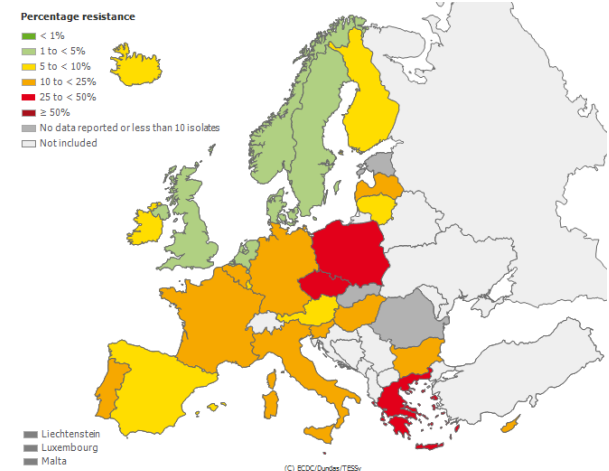 Percentage resistance
< 1%
1 to < 5%
5 to < 10%
10 to < 25%
25 to < 50%
≥ 50%
No data reported or less than 10 isolates
Not included
Liechtenstein
Luxembourg
Malta
(C) ECDC/Dundas/TESSy